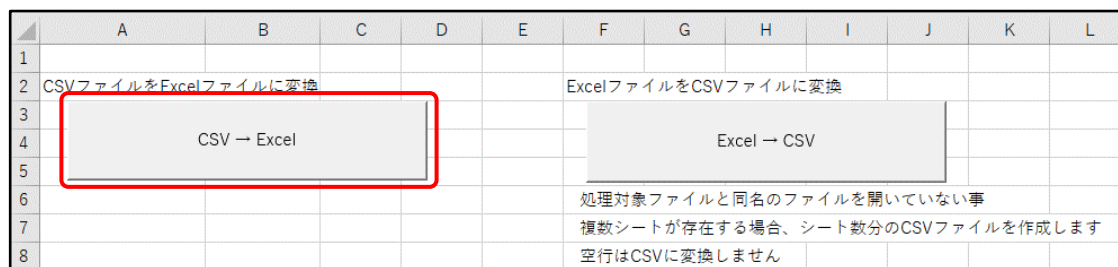 A B C D E F G H I J K L
1
2 CSVファイルをExcelファイルに変換 ExcelファイルをCSVファイルに変換
3
4 CSV → Excel Excel → CSV
5
6 処理対象ファイルと同名のファイルを開いていない事
7 複数シートが存在する場合、シート数分のCSVファイルを作成します
8 空行はCSVに変換しません